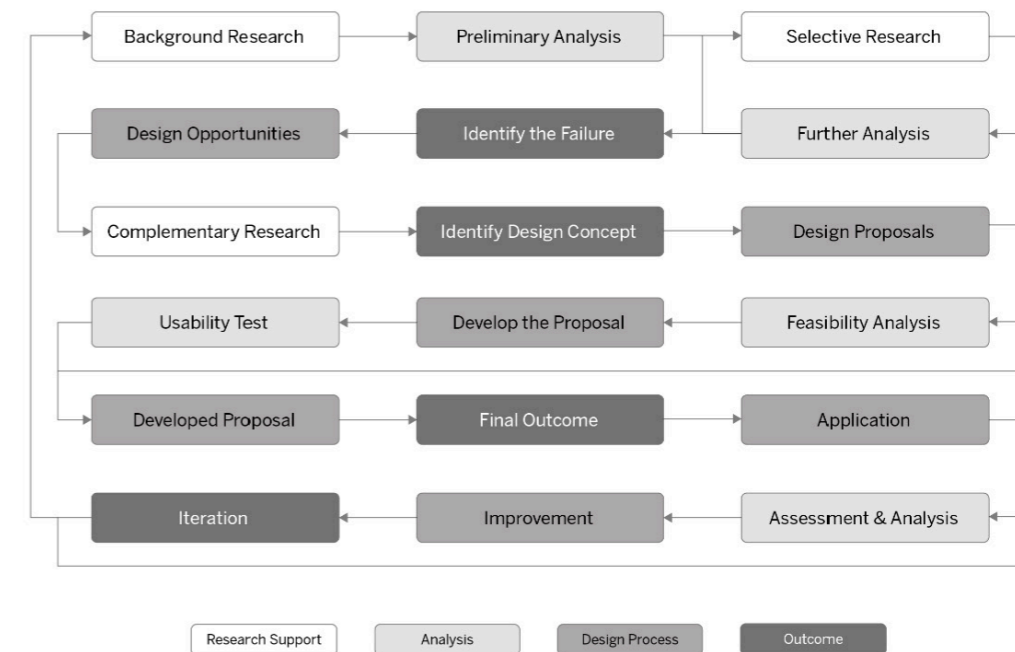 Background Research
Preliminary Analysis
Selective Research
Design Opportunities
Identify the Failure
Further Analysis
Complementary Research
Identify Design Concept
Design Proposals
Usability Test
Develop the Proposal
Feasibility Analysis
Developed Proposal
Final Outcome
Application
Iteration
Improvement
Assessment & Analysis
Research Support
Analysis
Design Process
Outcome